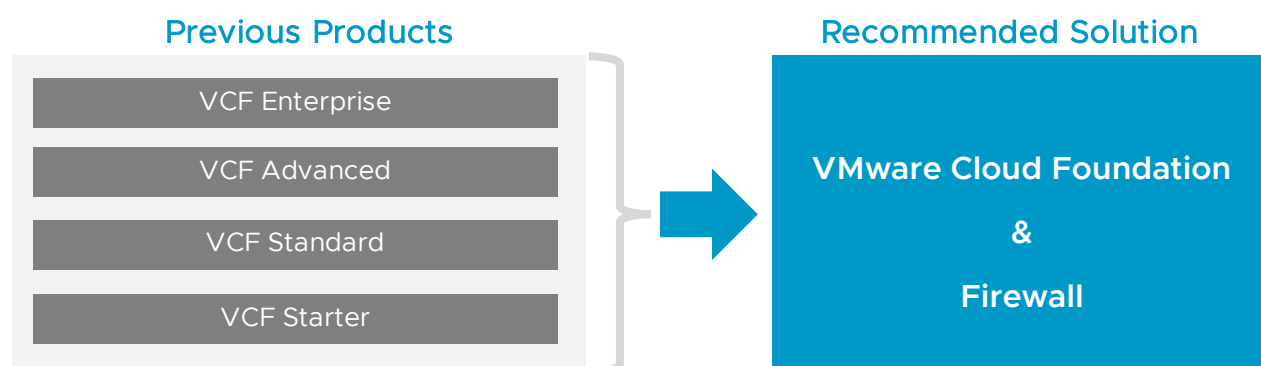 Previous Products
VCF Enterprise
VCF Advanced
VCF Standard
VCF Starter
Recommended Solution
VMware Cloud Foundation
&
Firewall